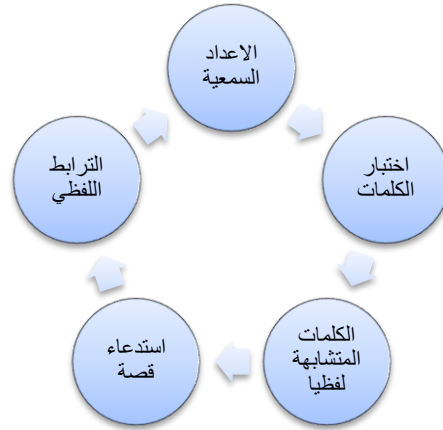 الاعداد
السمعية
اختبار
الكلمات
الكلمات
المتشابهة
لفظيا
استدعاء
قصة
الترابط
اللفظي